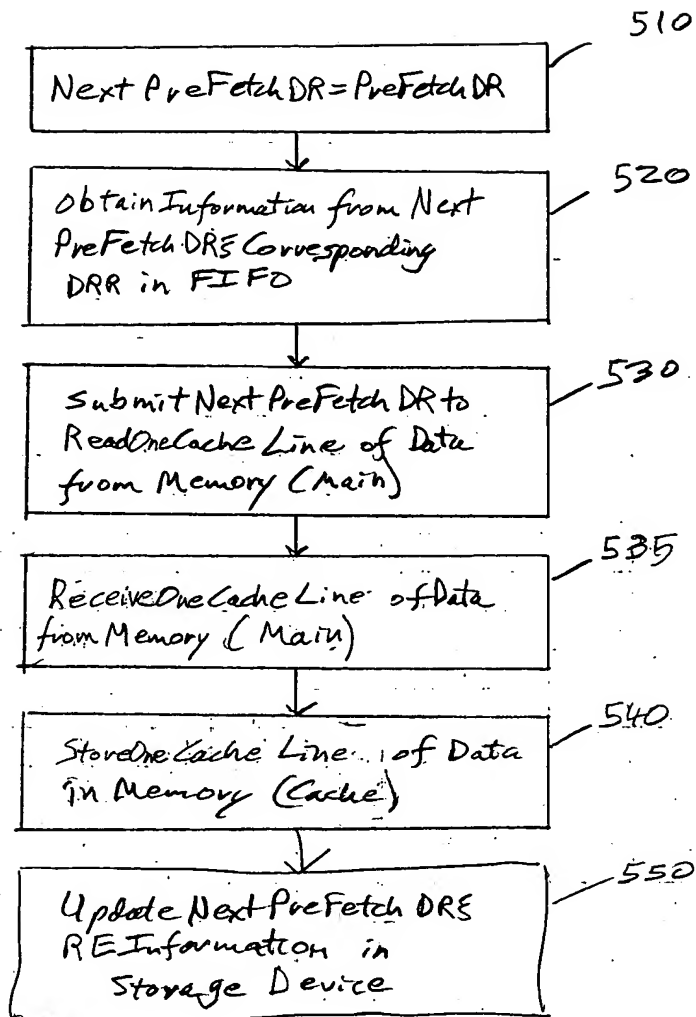 510
Next PreFetch DR = PreFetch DR
520
Obtain Information from Next
PreFetch DR & Corresponding
DRR in FIFO
530
Submit Next PreFetch DR to
Read One Cache Line of Data
from Memory (Main)
535
Receive One Cache Line of Data
from Memory (Main)
540
Store One Cache Line of Data
in Memory (Cache)
550
Update Next PreFetch DR &
RE Information in
Storage Device